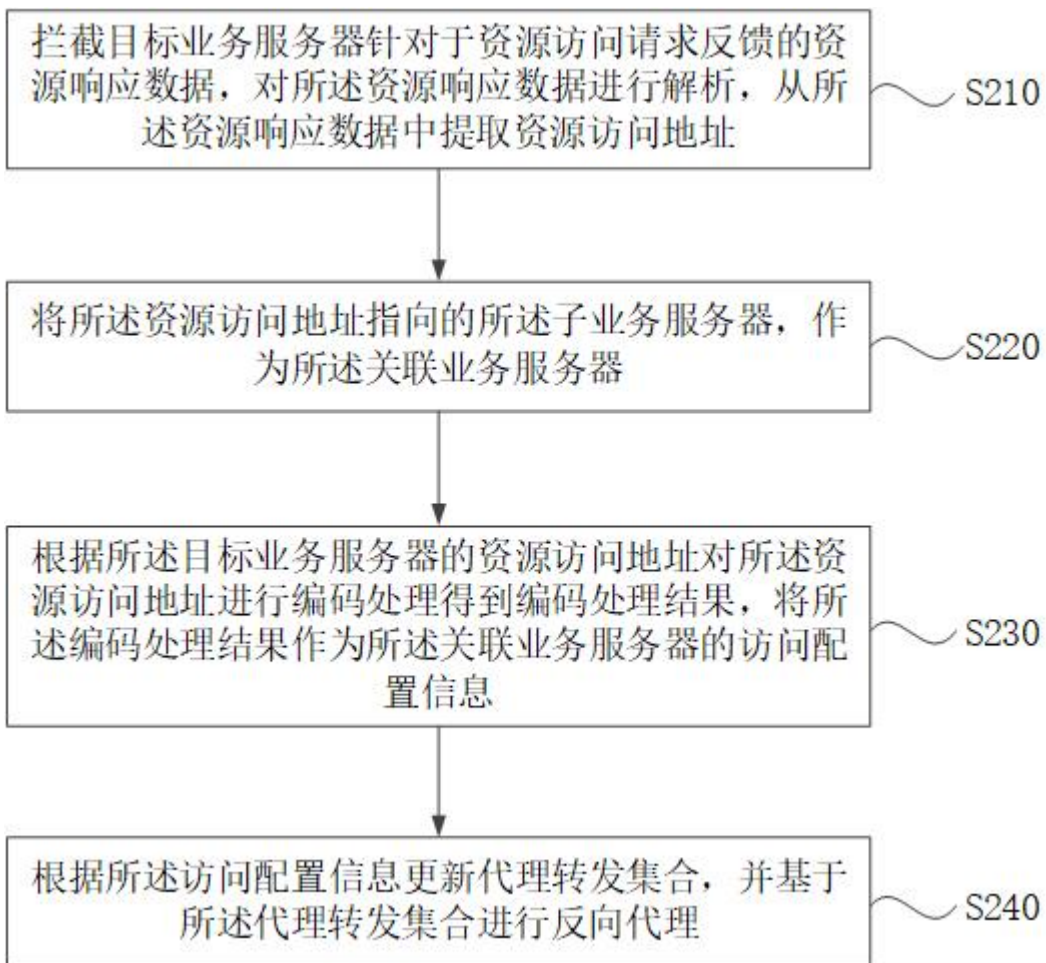 拦截目标业务服务器针对于资源访问请求反馈的资
源响应数据，对所述资源响应数据进行解析，从所
述资源响应数据中提取资源访问地址
S210
将所述资源访问地址指向的所述子业务服务器，作
为所述关联业务服务器
S220
根据所述目标业务服务器的资源访问地址对所述资
源访问地址进行编码处理得到编码处理结果，将所
述编码处理结果作为所述关联业务服务器的访问配
置信息
S230
根据所述访问配置信息更新代理转发集合，并基于
所述代理转发集合进行反向代理
S240